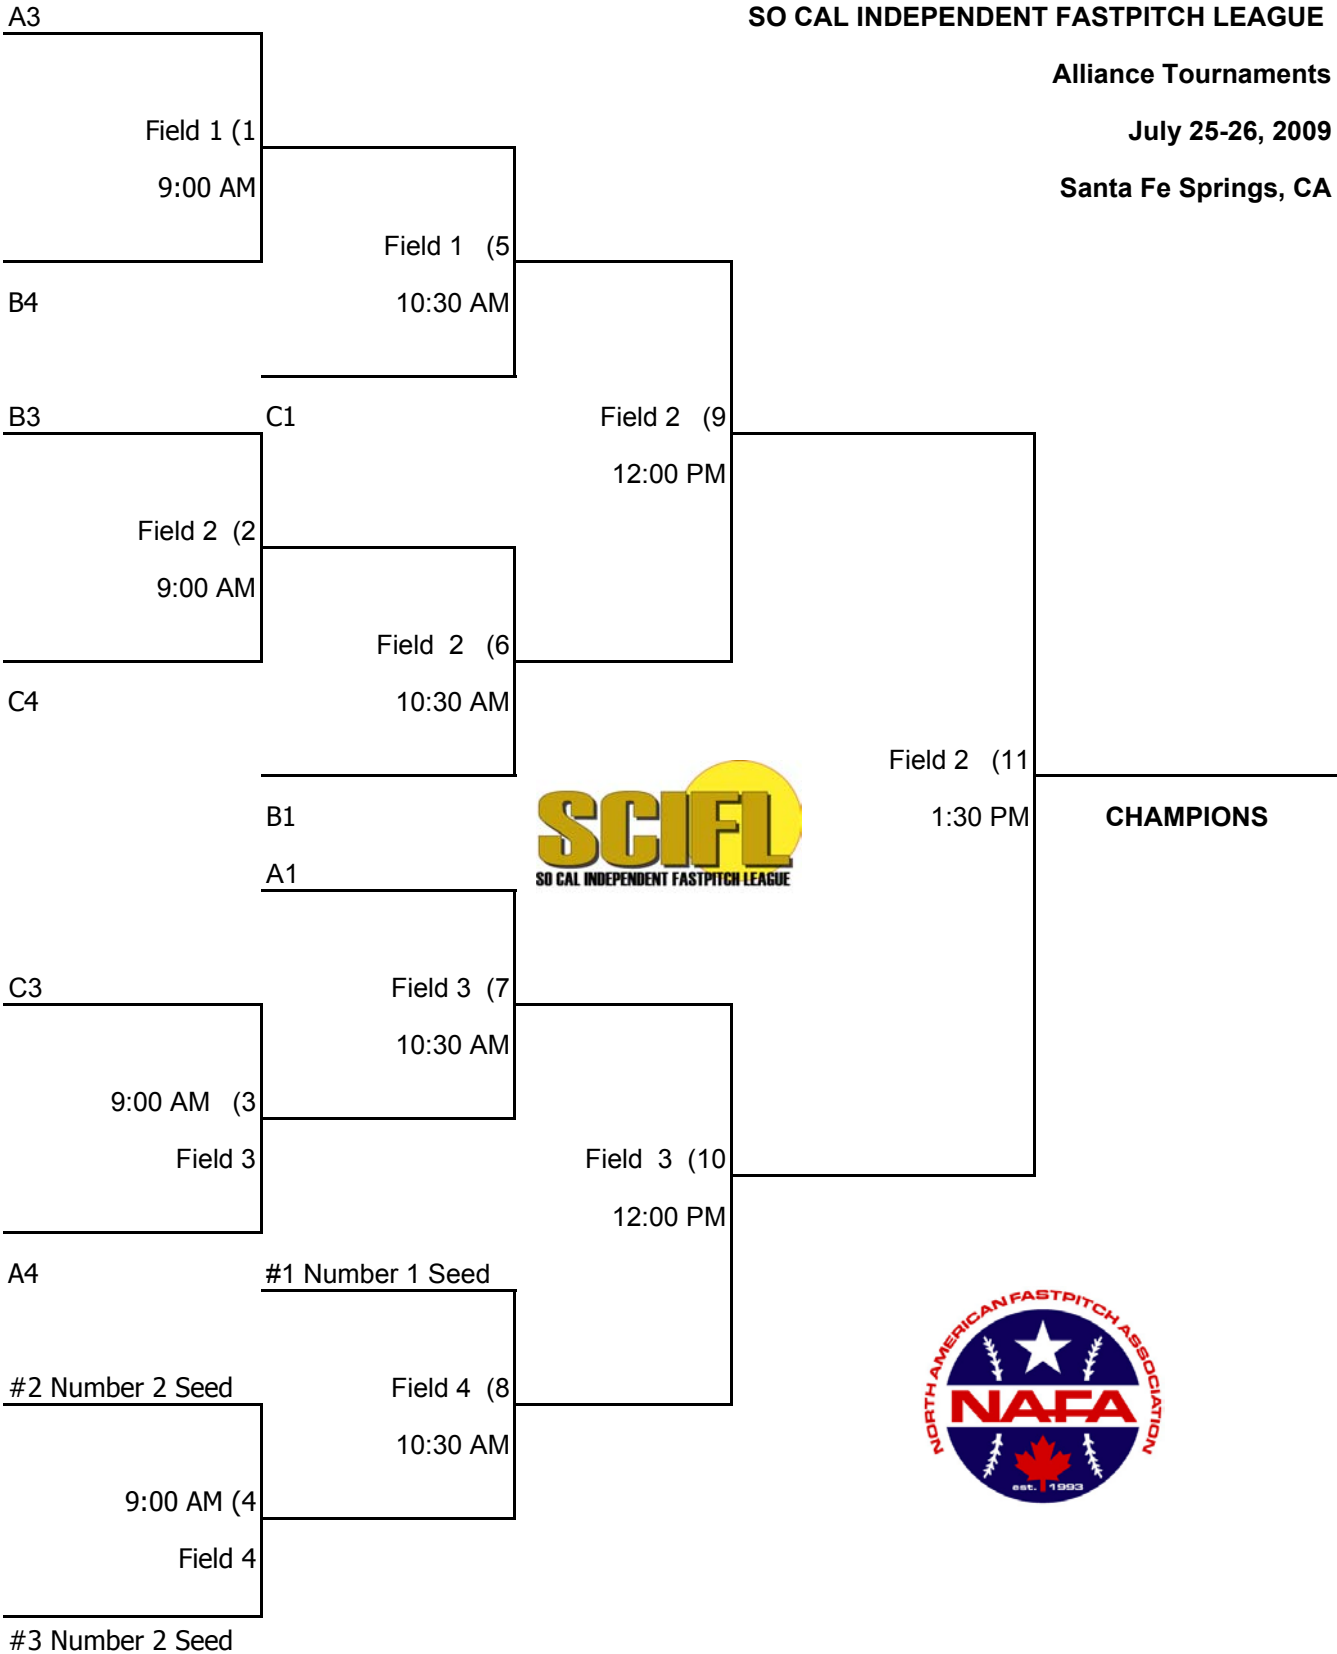 A3
SO CAL INDEPENDENT FASTPITCH LEAGUE
Alliance Tournaments
Field 1 (1
July 25-26, 2009
9:00 AM
Santa Fe Springs, CA
Field 1 (5
B4
10:30 AM
B3
C1
Field 2 (9
12:00 PM
Field 2 (2
9:00 AM
Field 2 (6
C4
10:30 AM
Field 2 (11
B1
SCIFL
SO CAL INDEPENDENT FASTPITCH LEAGUE
1:30 PM
CHAMPIONS
A1
C3
Field 3 (7
10:30 AM
9:00 AM (3
Field 3
Field 3 (10
12:00 PM
A4
#1 Number 1 Seed
#2 Number 2 Seed
Field 4 (8
10:30 AM
NORTH AMERICAN FASTPITCH ASSOCIATION
NAFA
est. 1993
9:00 AM (4
Field 4
#3 Number 2 Seed